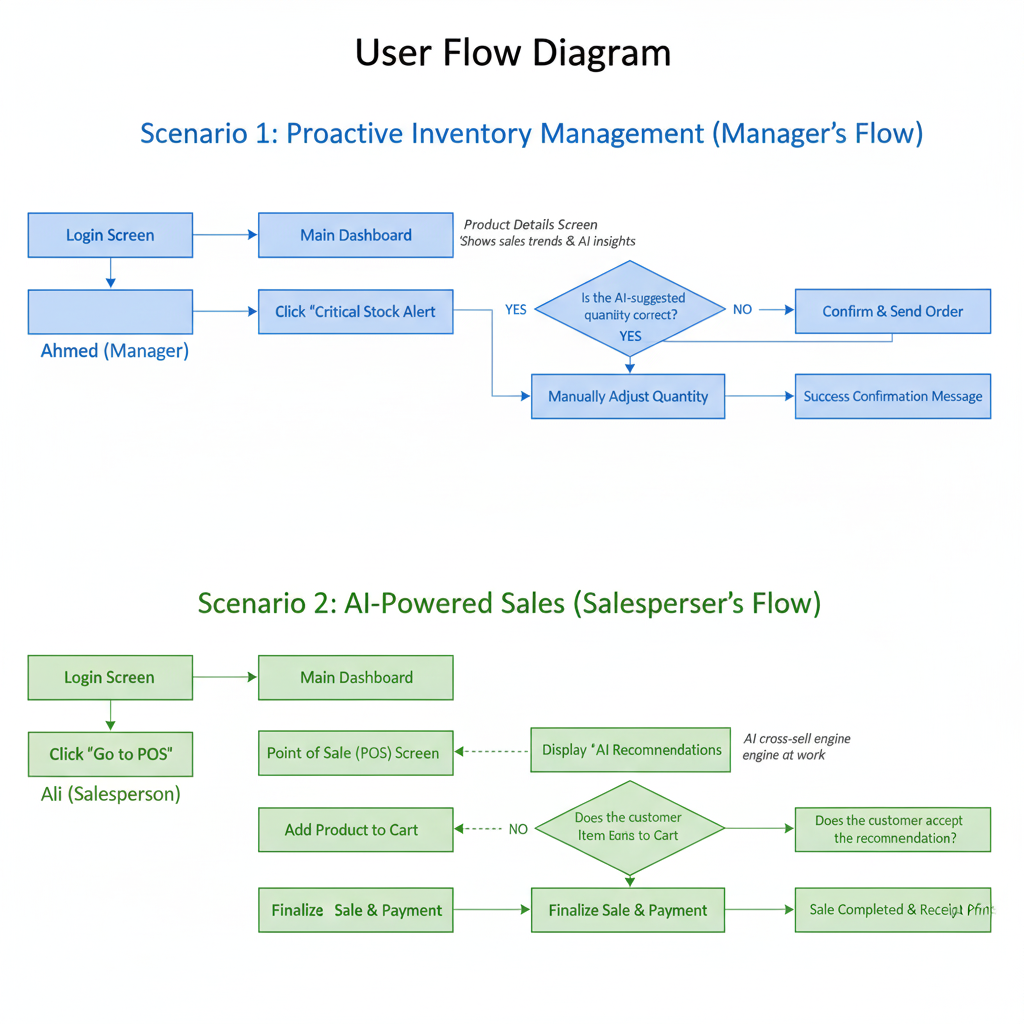 User Flow Diagram
Scenario 1: Proactive Inventory Management (Manager's Flow)
Login Screen
Main Dashboard
Product Details Screen
'Shows sales trends & AI insights
Click "Critical Stock Alert
YES
Is the AI-suggested
quanility correct?
YES
NO
Confirm & Send Order
Ahmed (Manager)
Manually Adjust Quantity
Success Confirmation Message
Scenario 2: AI-Powered Sales (Salesperser's Flow)
Login Screen
Main Dashboard
Click "Go to POS"
Ali (Salesperson)
Point of Sale (POS) Screen
Display "AI Recomnendations
AI cross-sell engine
engine at work
Add Product to Cart
NO
Does the customer
Item to Cart
Does the customer accept
the recomnendation?
Finalize Sale & Payment
Finalize Sale & Payment
Sale Completed & Receipt